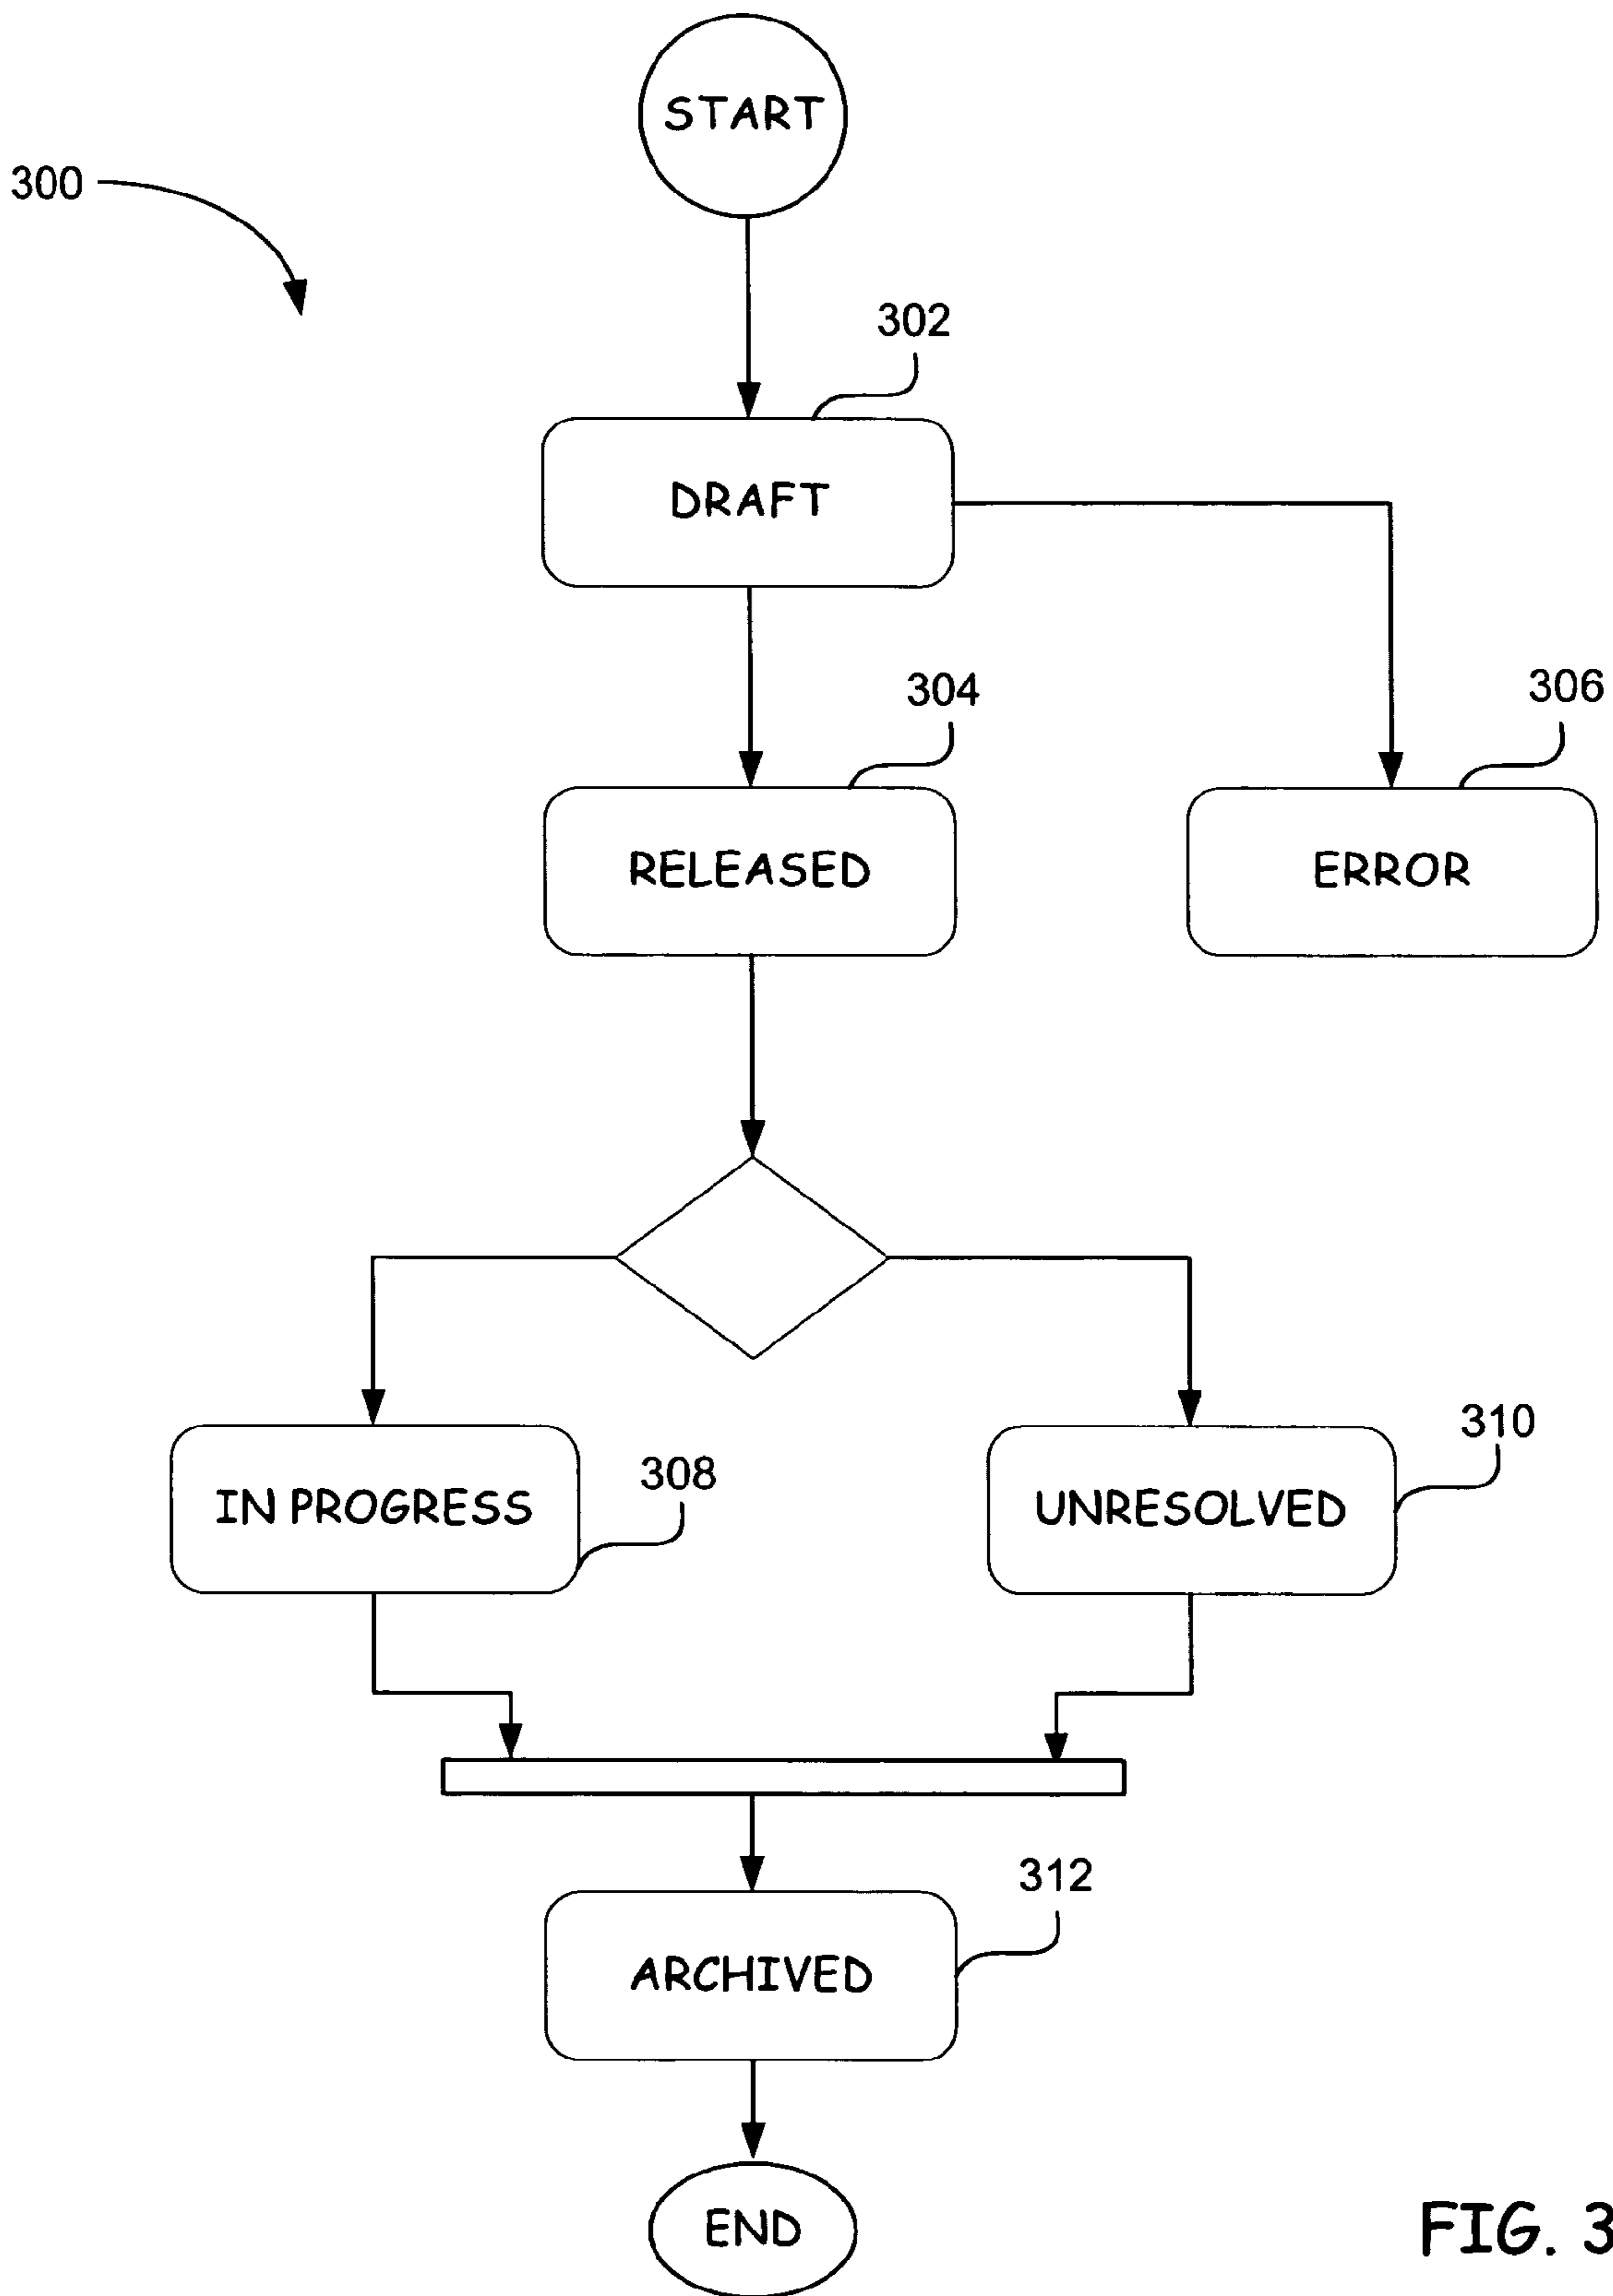 START
300
302
DRAFT
304
306
RELEASED
ERROR
310
308
IN PROGRESS
UNRESOLVED
312
ARCHIVED
END
FIG. 3